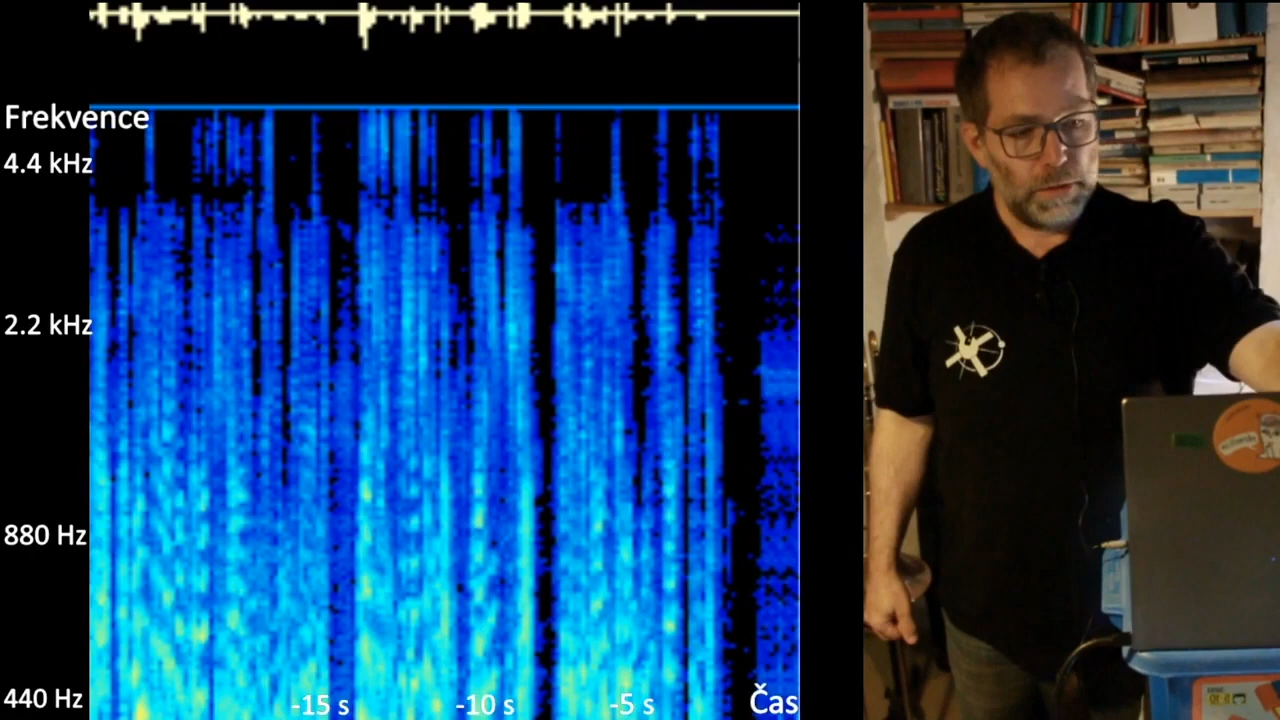 Frekvence
4.4 kHz
2.2 kHz
880 Hz
440 Hz
-15 s
-10 s
-5 s
Čas